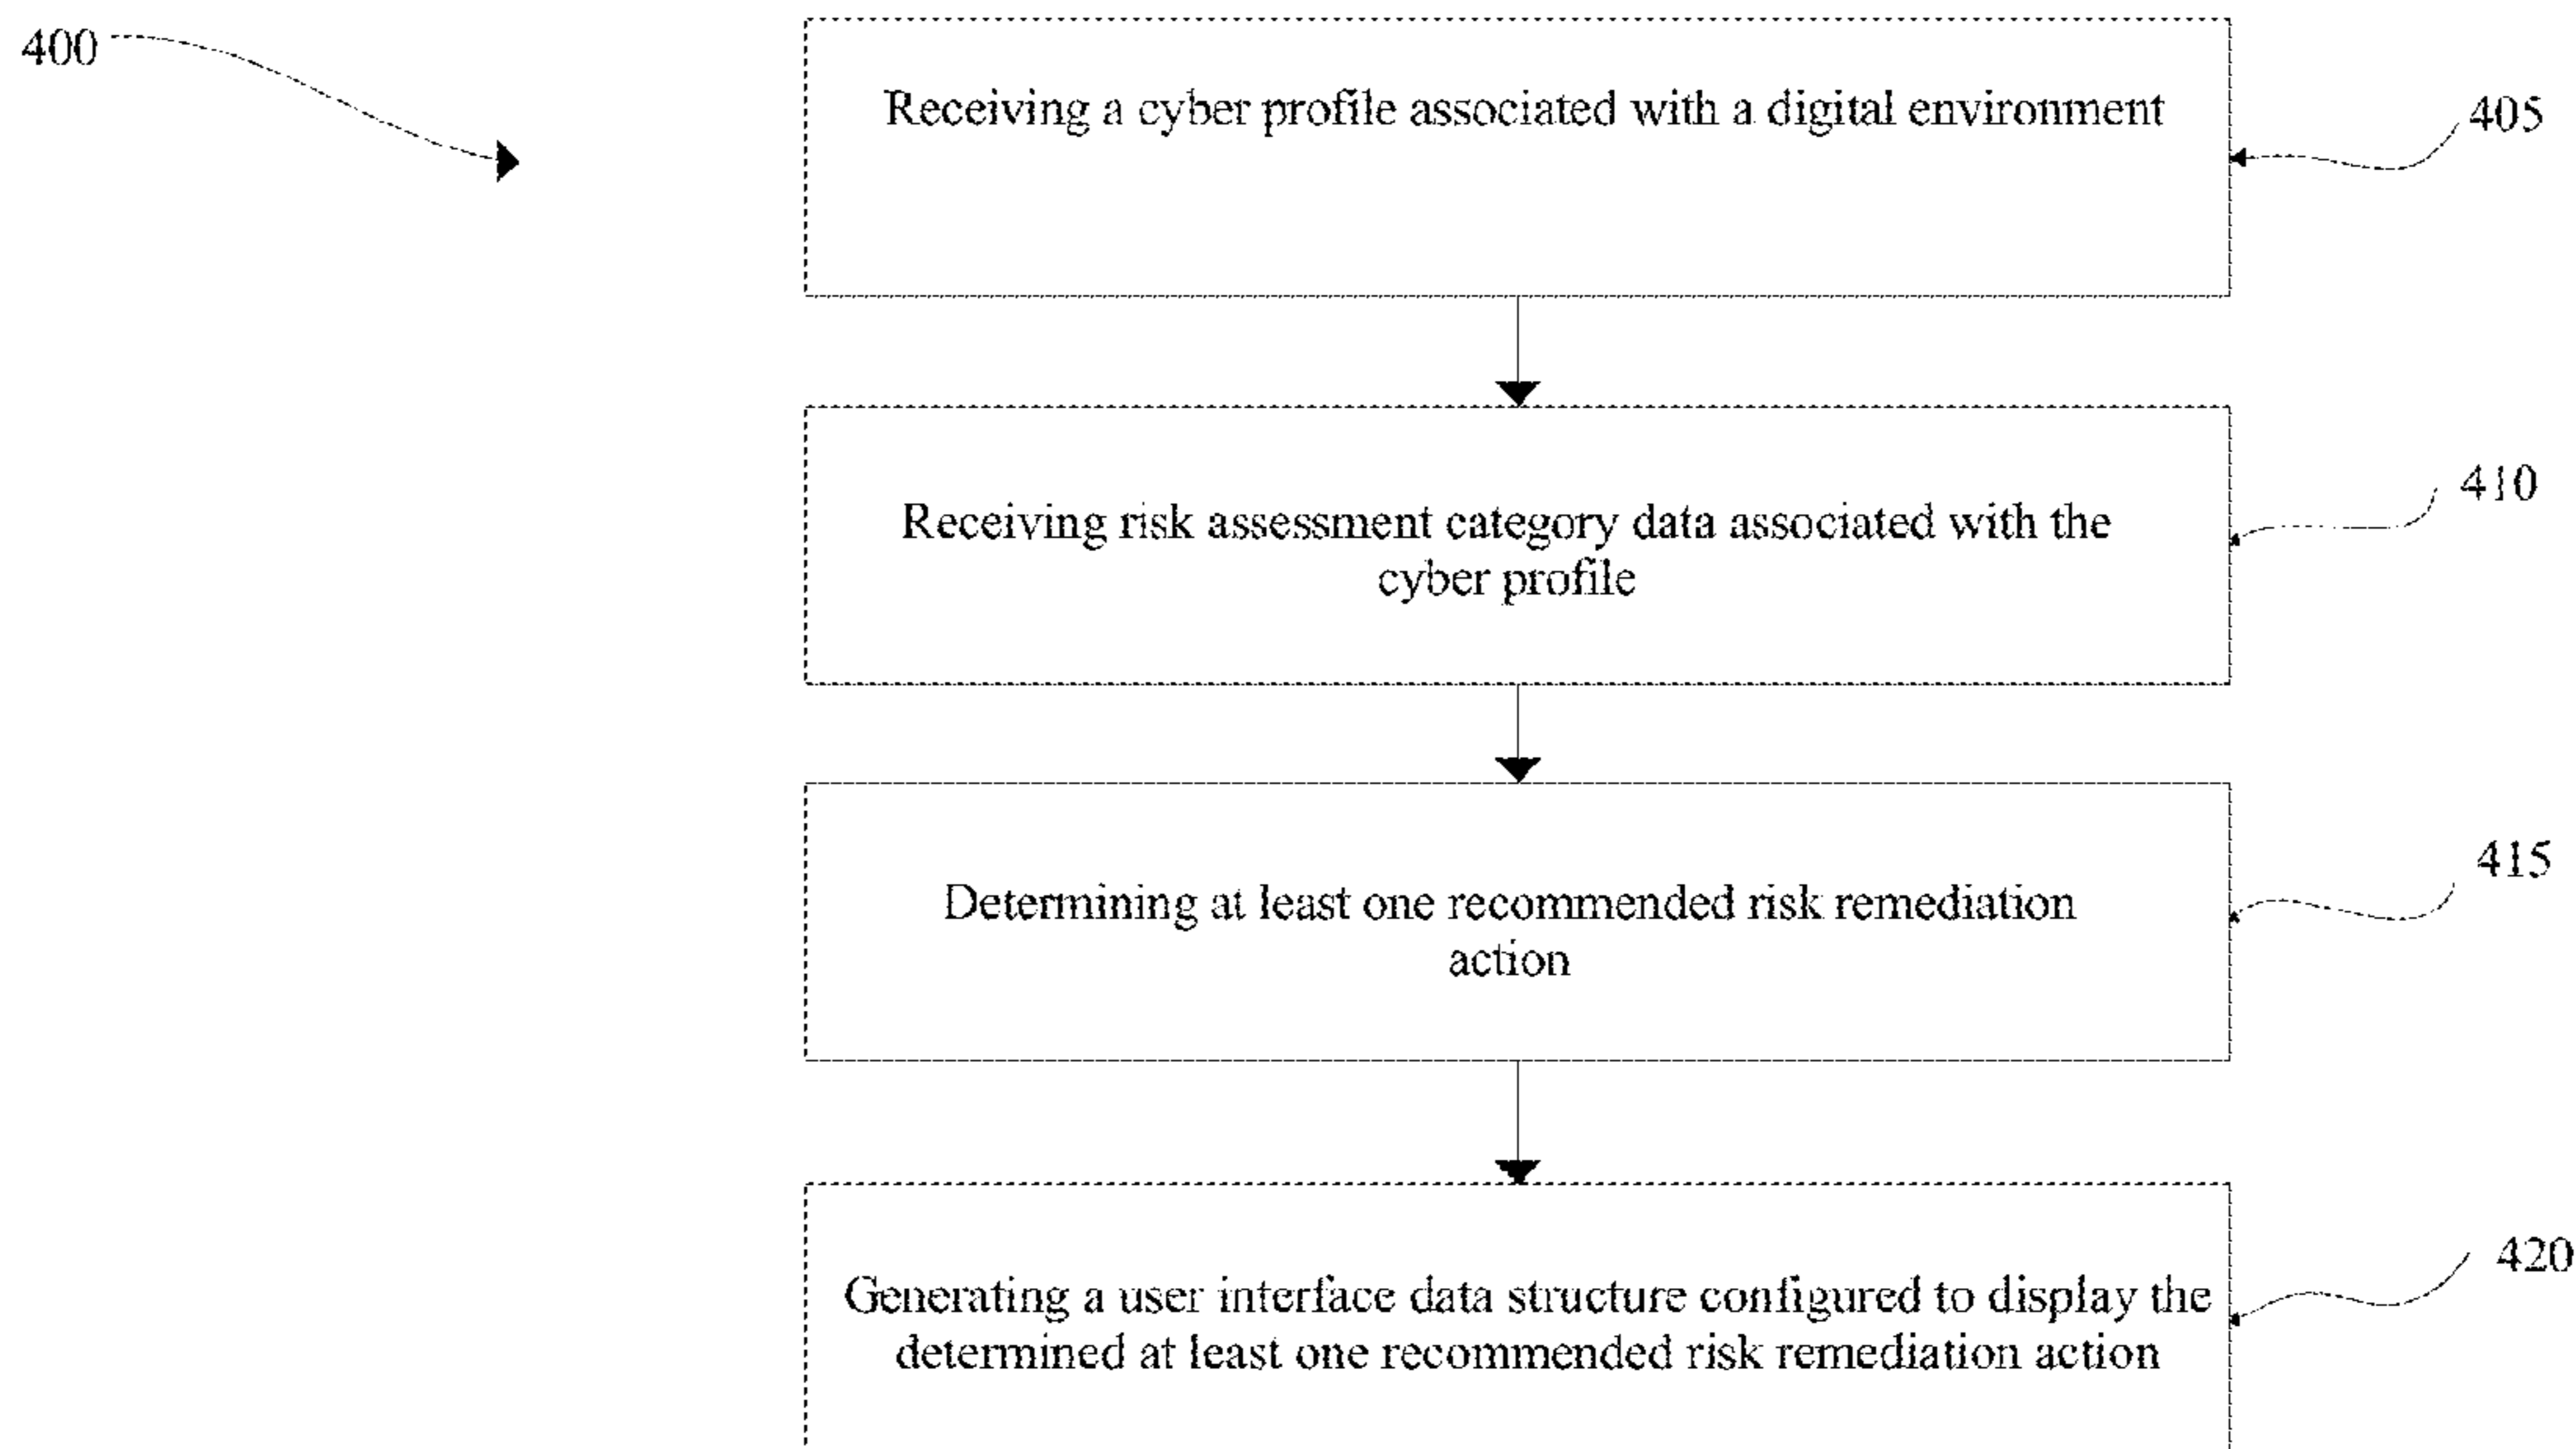 400
Receiving a cyber profile associated with a digital environment
405
Receiving risk assessment category data associated with the
cyber profile
410
Determining at least one recommended risk remediation
action
415
Generating a user interface data structure configured to display the
determined at least one recommended risk remediation action
420